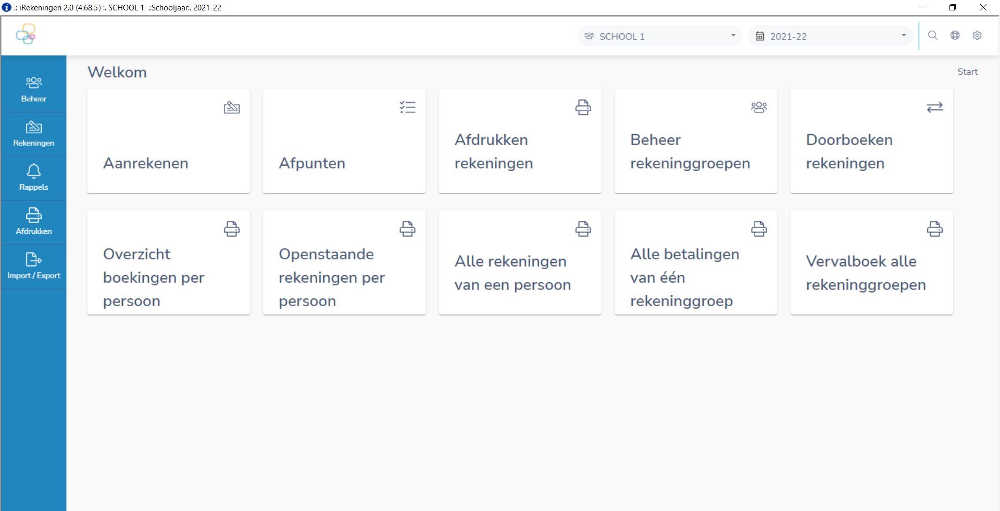 .: iRekeningen 2.0 (4.68.5) :. SCHOOL 1 .:Schooljaar:. 2021-22
SCHOOL 1
2021-22
Welkom
Start
Beheer
Rekeningen
Rappels
Afdrukken
Import / Export
Aanrekenen
Afpunten
Afdrukken
rekeningen
Beheer
rekeninggroepen
Doorboeken
rekeningen
Overzicht
boekingen per
persoon
Openstaande
rekeningen per
persoon
Alle rekeningen
van een persoon
Alle betalingen
van één
rekeninggroep
Vervalboek alle
rekeninggroepen